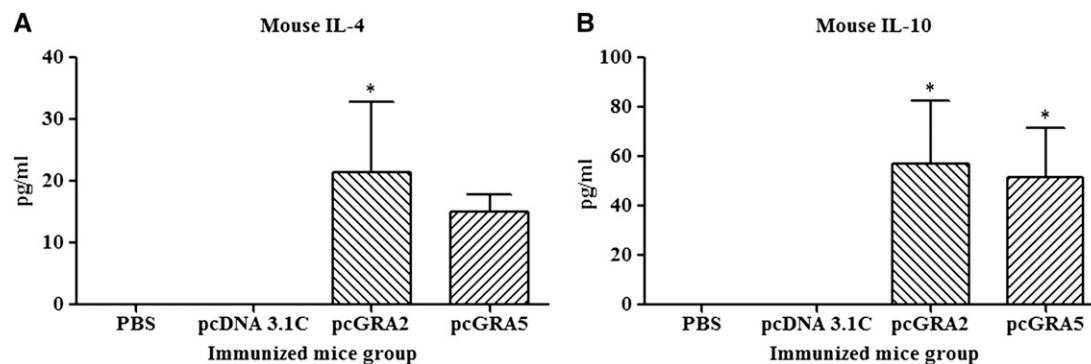 A
Mouse IL-4
40
30
20
10
0
pg/ml
*
PBS pcDNA 3.1C pcGRA2 pcGRA5
Immunized mice group
B
Mouse IL-10
100
80
60
40
20
0
pg/ml
* *
PBS pcDNA 3.1C pcGRA2 pcGRA5
Immunized mice group